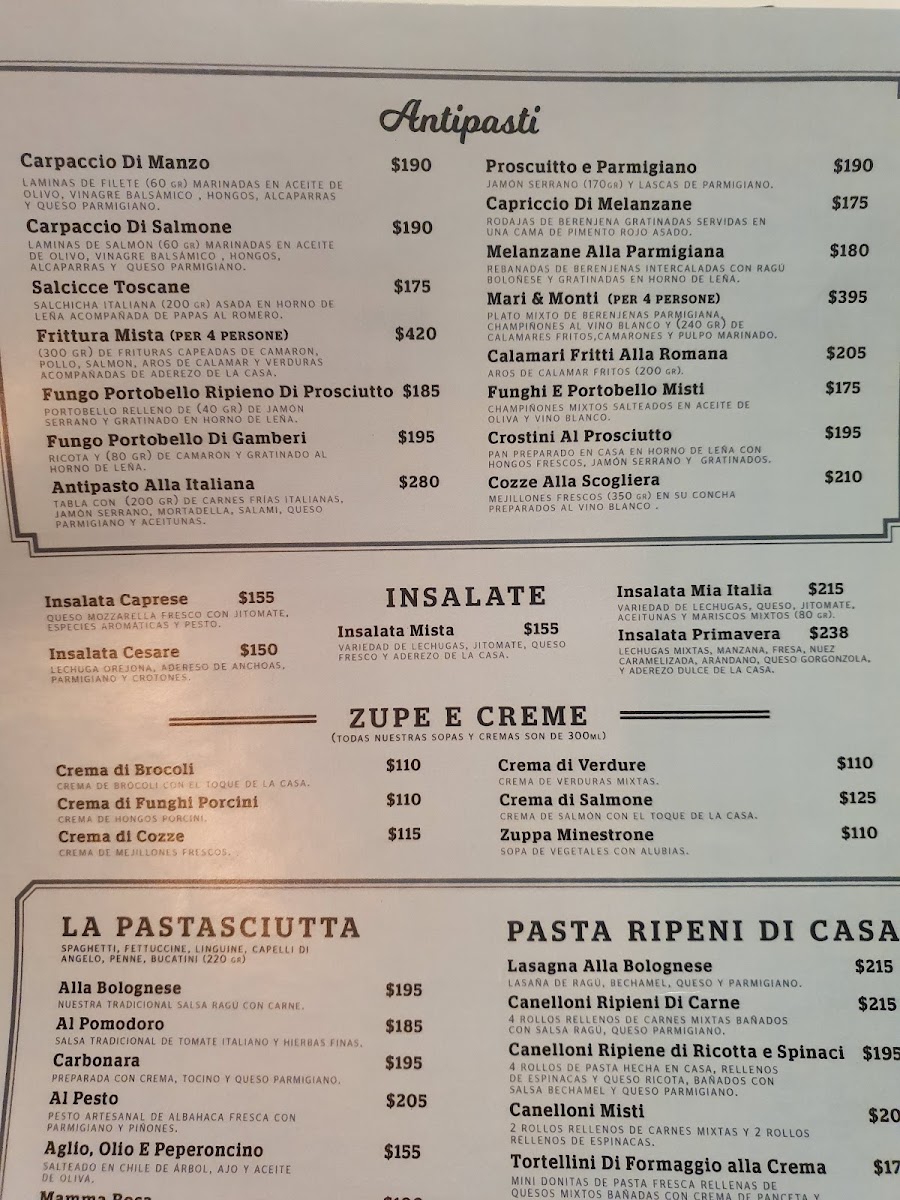 Antipasti
Carpaccio Di Manzo $190
LAMINAS DE FILETE (60 GR) MARINADAS EN ACEITE DE
OLIVO, VINAGRE BALSÁMICO , HONGOS, ALCAPARRAS
Y QUESO PARMIGIANO.
Carpaccio Di Salmone $190
LAMINAS DE SALMÓN (60 GR) MARINADAS EN ACEITE
DE OLIVO, VINAGRE BALSÁMICO , HONGOS,
ALCAPARRAS Y QUESO PARMIGIANO.
Salcicce Toscane $175
SALCHICHA ITALIANA (200 GR) ASADA EN HORNO DE
LEÑA ACOMPAÑADA DE PAPAS AL ROMERO.
Frittura Mista (PER 4 PERSONE) $420
(300 GR) DE FRITURAS CAPEADAS DE CAMARON,
POLLO, SALMON, AROS DE CALAMAR Y VERDURAS
ACOMPAÑADAS DE ADEREZO DE LA CASA.
Fungo Portobello Ripieno Di Prosciutto $185
PORTOBELLO RELLENO DE (40 GR) DE JAMÓN
SERRANO Y GRATINADO EN HORNO DE LEÑA.
Fungo Portobello Di Gamberi $195
RICOTA Y (80 GR) DE CAMARÓN Y GRATINADO AL
HORNO DE LEÑA.
Antipasto Alla Italiana $280
TABLA CON (200 GR) DE CARNES FRÍAS ITALIANAS,
JAMÓN SERRANO, MORTADELLA, SALAMI, QUESO
PARMIGIANO Y ACEITUNAS.
Proscuitto e Parmigiano $190
JAMÓN SERRANO (170GR) Y LASCAS DE PARMIGIANO.
Capriccio Di Melanzane $175
RODAJAS DE BERENJENA GRATINADAS SERVIDAS EN
UNA CAMA DE PIMENTO ROJO ASADO.
Melanzane Alla Parmigiana $180
REBANADAS DE BERENJENAS INTERCALADAS CON RAGÚ
BOLOÑESE Y GRATINADAS EN HORNO DE LEÑA.
Mari & Monti (PER 4 PERSONE) $395
PLATO MIXTO DE BERENJENAS PARMIGIANA,
CHAMPIÑONES AL VINO BLANCO Y (240 GR) DE
CALAMARES FRITOS,CAMARONES Y PULPO MARINADO.
Calamari Fritti Alla Romana $205
AROS DE CALAMAR FRITOS (200 GR).
Funghi E Portobello Misti $175
CHAMPIÑONES MIXTOS SALTEADOS EN ACEITE DE
OLIVA Y VINO BLANCO.
Crostini Al Prosciutto $195
PAN PREPARADO EN CASA EN HORNO DE LEÑA CON
HONGOS FRESCOS, JAMÓN SERRANO Y GRATINADOS.
Cozze Alla Scogliera $210
MEJILLONES FRESCOS (350 GR) EN SU CONCHA
PREPARADOS AL VINO BLANCO .
INSALATE
Insalata Caprese $155
QUESO MOZZARELLA FRESCO CON JITOMATE,
ESPECIES AROMÁTICAS Y PESTO.
Insalata Cesare $150
LECHUGA OREJONA, ADERESO DE ANCHOAS,
PARMIGIANO Y CROTONES.
Insalata Mista $155
VARIEDAD DE LECHUGAS, JITOMATE, QUESO
FRESCO Y ADEREZO DE LA CASA.
Insalata Mia Italia $215
VARIEDAD DE LECHUGAS, QUESO, JITOMATE,
ACEITUNAS Y MARISCOS MIXTOS (80 GR).
Insalata Primavera $238
LECHUGAS MIXTAS, MANZANA, FRESA, NUEZ
CARAMELIZADA, ARÁNDANO, QUESO GORGONZOLA,
Y ADEREZO DULCE DE LA CASA.
ZUPE E CREME
(TODAS NUESTRAS SOPAS Y CREMAS SON DE 300ML)
Crema di Brocoli $110
CREMA DE BRÓCOLI CON EL TOQUE DE LA CASA.
Crema di Funghi Porcini $110
CREMA DE HONGOS PORCINI.
Crema di Cozze $115
CREMA DE MEJILLONES FRESCOS.
Crema di Verdure $110
CREMA DE VERDURAS MIXTAS.
Crema di Salmone $125
CREMA DE SALMÓN CON EL TOQUE DE LA CASA.
Zuppa Minestrone $110
SOPA DE VEGETALES CON ALUBIAS.
LA PASTASCIUTTA
SPAGHETTI, FETTUCCINE, LINGUINE, CAPELLI DI
ANGELO, PENNE, BUCATINI (220 GR)
Alla Bolognese $195
NUESTRA TRADICIONAL SALSA RAGÚ CON CARNE.
Al Pomodoro $185
SALSA TRADICIONAL DE TOMATE ITALIANO Y HIERBAS FINAS.
Carbonara $195
PREPARADA CON CREMA, TOCINO Y QUESO PARMIGIANO.
Al Pesto $205
PESTO ARTESANAL DE ALBAHACA FRESCA CON
PARMIGIANO Y PIÑONES.
Aglio, Olio E Peperoncino $155
SALTEADO EN CHILE DE ÁRBOL, AJO Y ACEITE
DE OLIVA.
PASTA RIPENI DI CASA
Lasagna Alla Bolognese $215
LASAÑA DE RAGÚ, BECHAMEL, QUESO Y PARMIGIANO.
Canelloni Ripieni Di Carne $215
4 ROLLOS RELLENOS DE CARNES MIXTAS BAÑADOS
CON SALSA RAGÚ, QUESO PARMIGIANO.
Canelloni Ripiene di Ricotta e Spinaci $195
4 ROLLOS DE PASTA HECHA EN CASA, RELLENOS
DE ESPINACAS Y QUESO RICOTA, BAÑADOS CON
SALSA BECHAMEL Y QUESO PARMIGIANO.
Canelloni Misti $20
2 ROLLOS RELLENOS DE CARNES MIXTAS Y 2 ROLLOS
RELLENOS DE ESPINACAS.
Tortellini Di Formaggio alla Crema $17
MINI DONITAS DE PASTA FRESCA RELLENAS DE
QUESOS MIXTOS BAÑADAS CON CREMA DE PANCETA Y